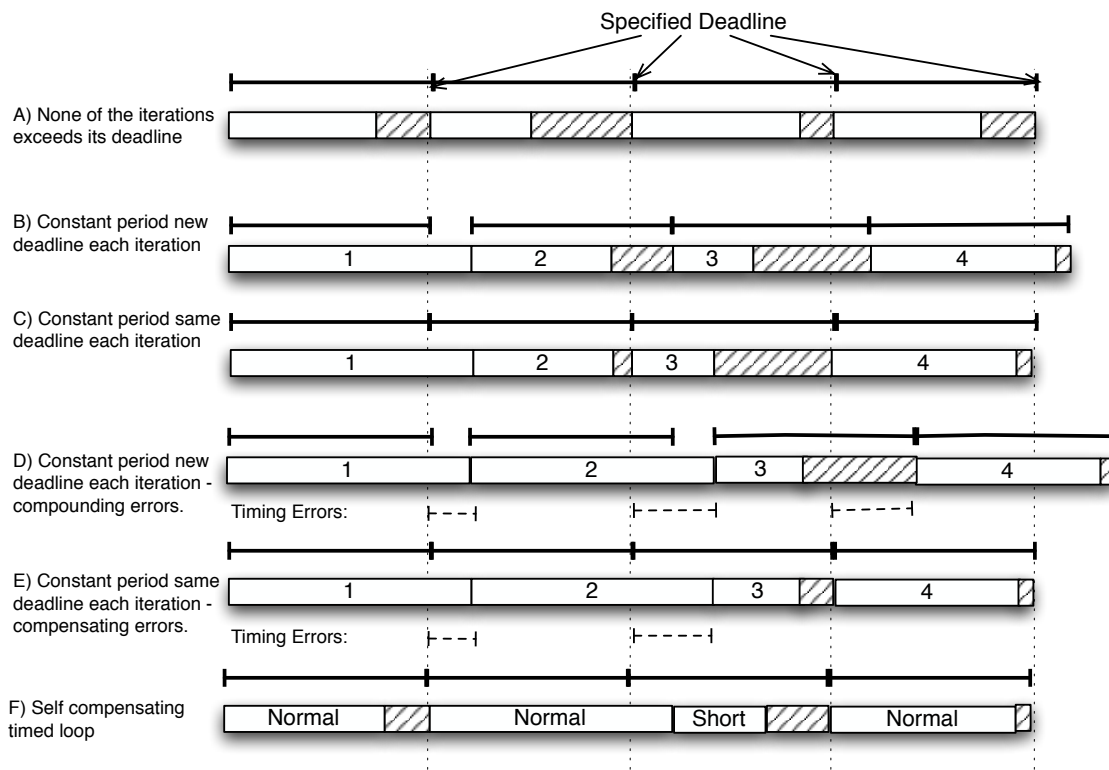 Specified Deadline
A) None of the iterations
exceeds its deadline
B) Constant period new
deadline each iteration
1 2 3 4
C) Constant period same
deadline each iteration
1 2 3 4
D) Constant period new
deadline each iteration -
compounding errors.
1 2 3 4
Timing Errors:
E) Constant period same
deadline each iteration -
compensating errors.
1 2 3 4
Timing Errors:
F) Self compensating
timed loop
Normal Normal Short Normal